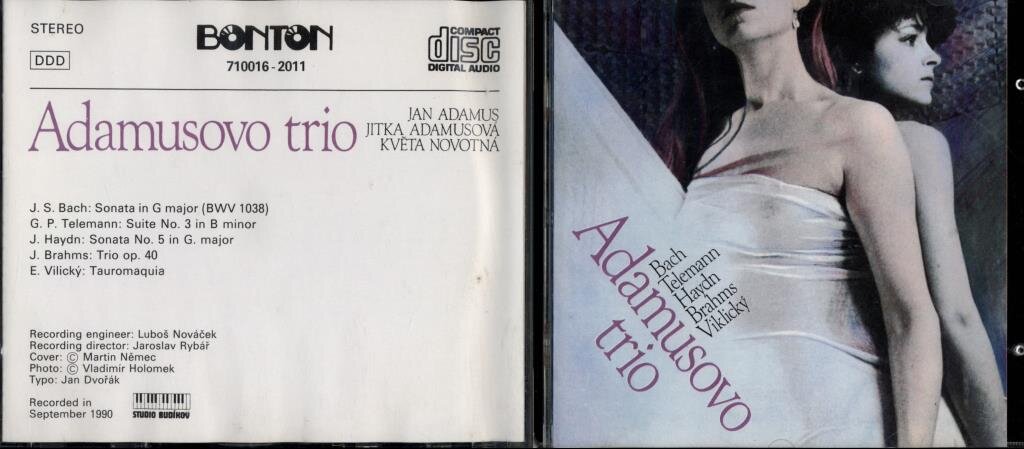 STEREO
DDD
BONTON
710016-2011
COMPACT
disc
DIGITAL AUDIO
Adamusovo trio
JAN ADAMUS
JITKA ADAMUSOVÁ
KVĚTA NOVOTNÁ
J. S. Bach: Sonata in G major (BWV 1038)
G. P. Telemann: Suite No. 3 in B minor
J. Haydn: Sonata No. 5 in G. major
J. Brahms: Trio op. 40
E. Vilický: Tauromaquia
Recording engineer: Luboš Nováček
Recording director: Jaroslav Rybář
Cover: © Martin Němec
Photo: © Vladimír Holomek
Typo: Jan Dvořák
Recorded in
September 1990
STUDIO BUDÍKOV
Adamusovo
trio
Bach
Telemann
Haydn
Brahms
Viklický